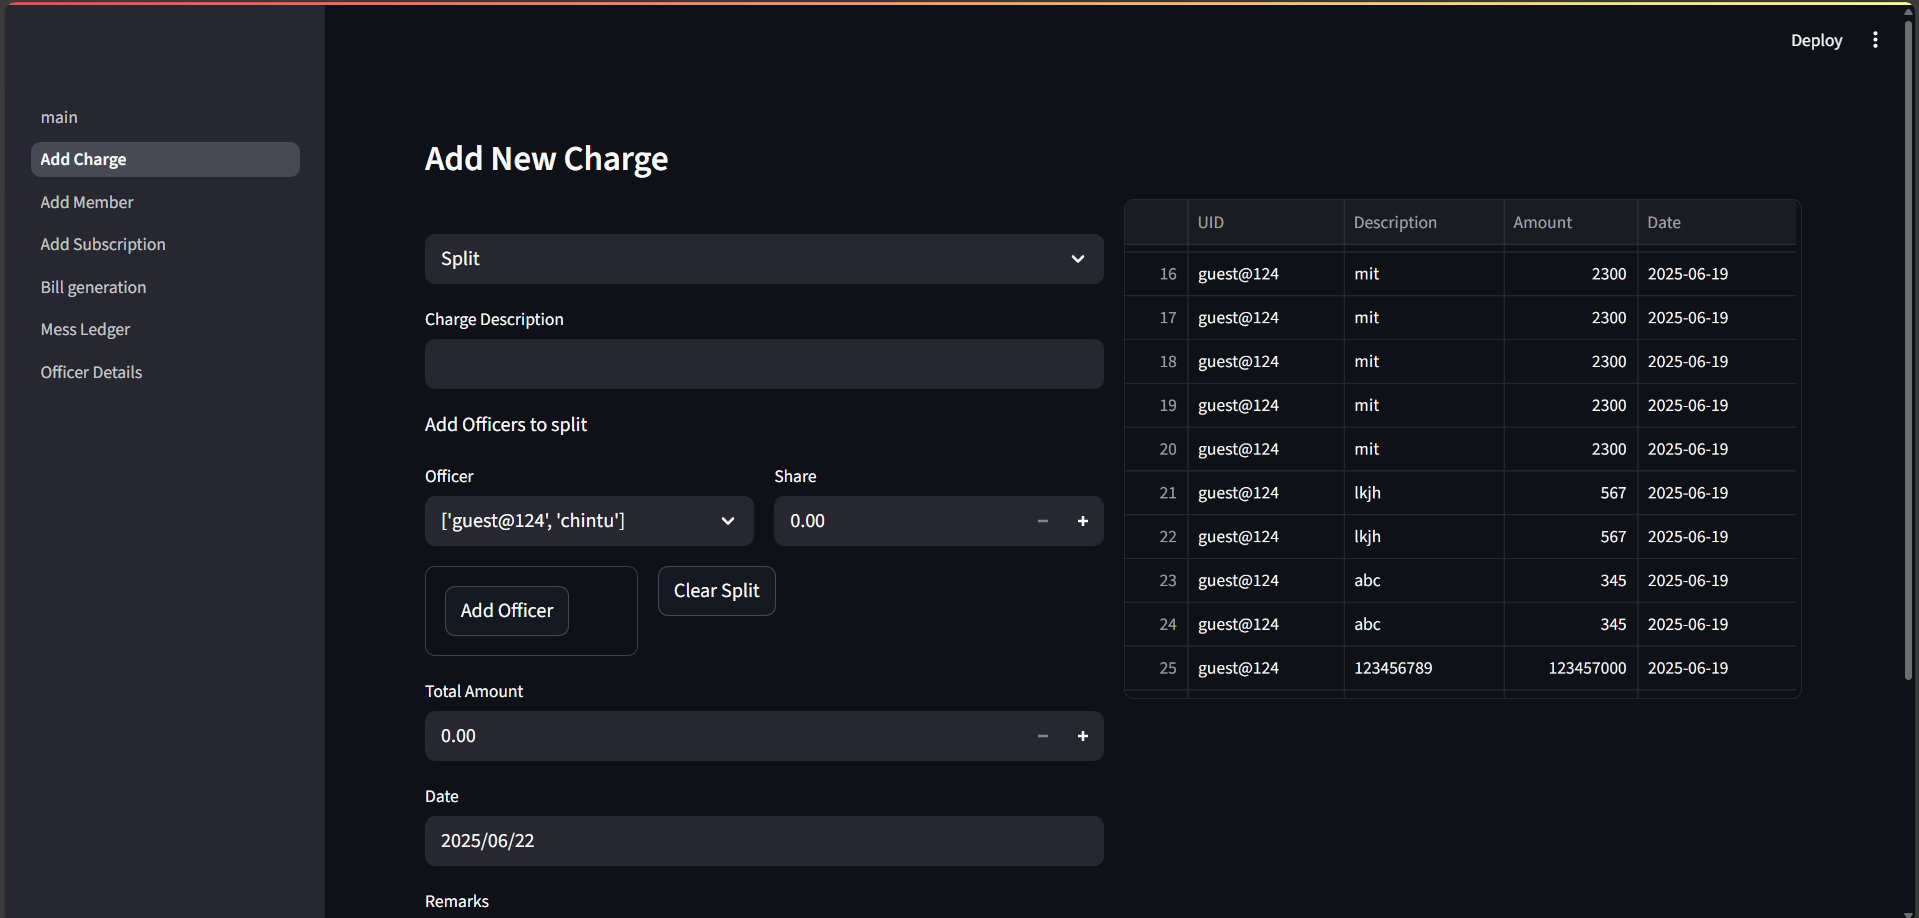 Deploy
main
Add Charge
Add Member
Add Subscription
Bill generation
Mess Ledger
Officer Details
Add New Charge
Split
Charge Description
Add Officers to split
Officer Share
['guest@124', 'chintu'] 0.00
Add Officer Clear Split
Total Amount
0.00
Date
2025/06/22
Remarks
UID Description Amount Date
16 guest@124 mit 2300 2025-06-19
17 guest@124 mit 2300 2025-06-19
18 guest@124 mit 2300 2025-06-19
19 guest@124 mit 2300 2025-06-19
20 guest@124 mit 2300 2025-06-19
21 guest@124 lkjh 567 2025-06-19
22 guest@124 lkjh 567 2025-06-19
23 guest@124 abc 345 2025-06-19
24 guest@124 abc 345 2025-06-19
25 guest@124 123456789 123457000 2025-06-19